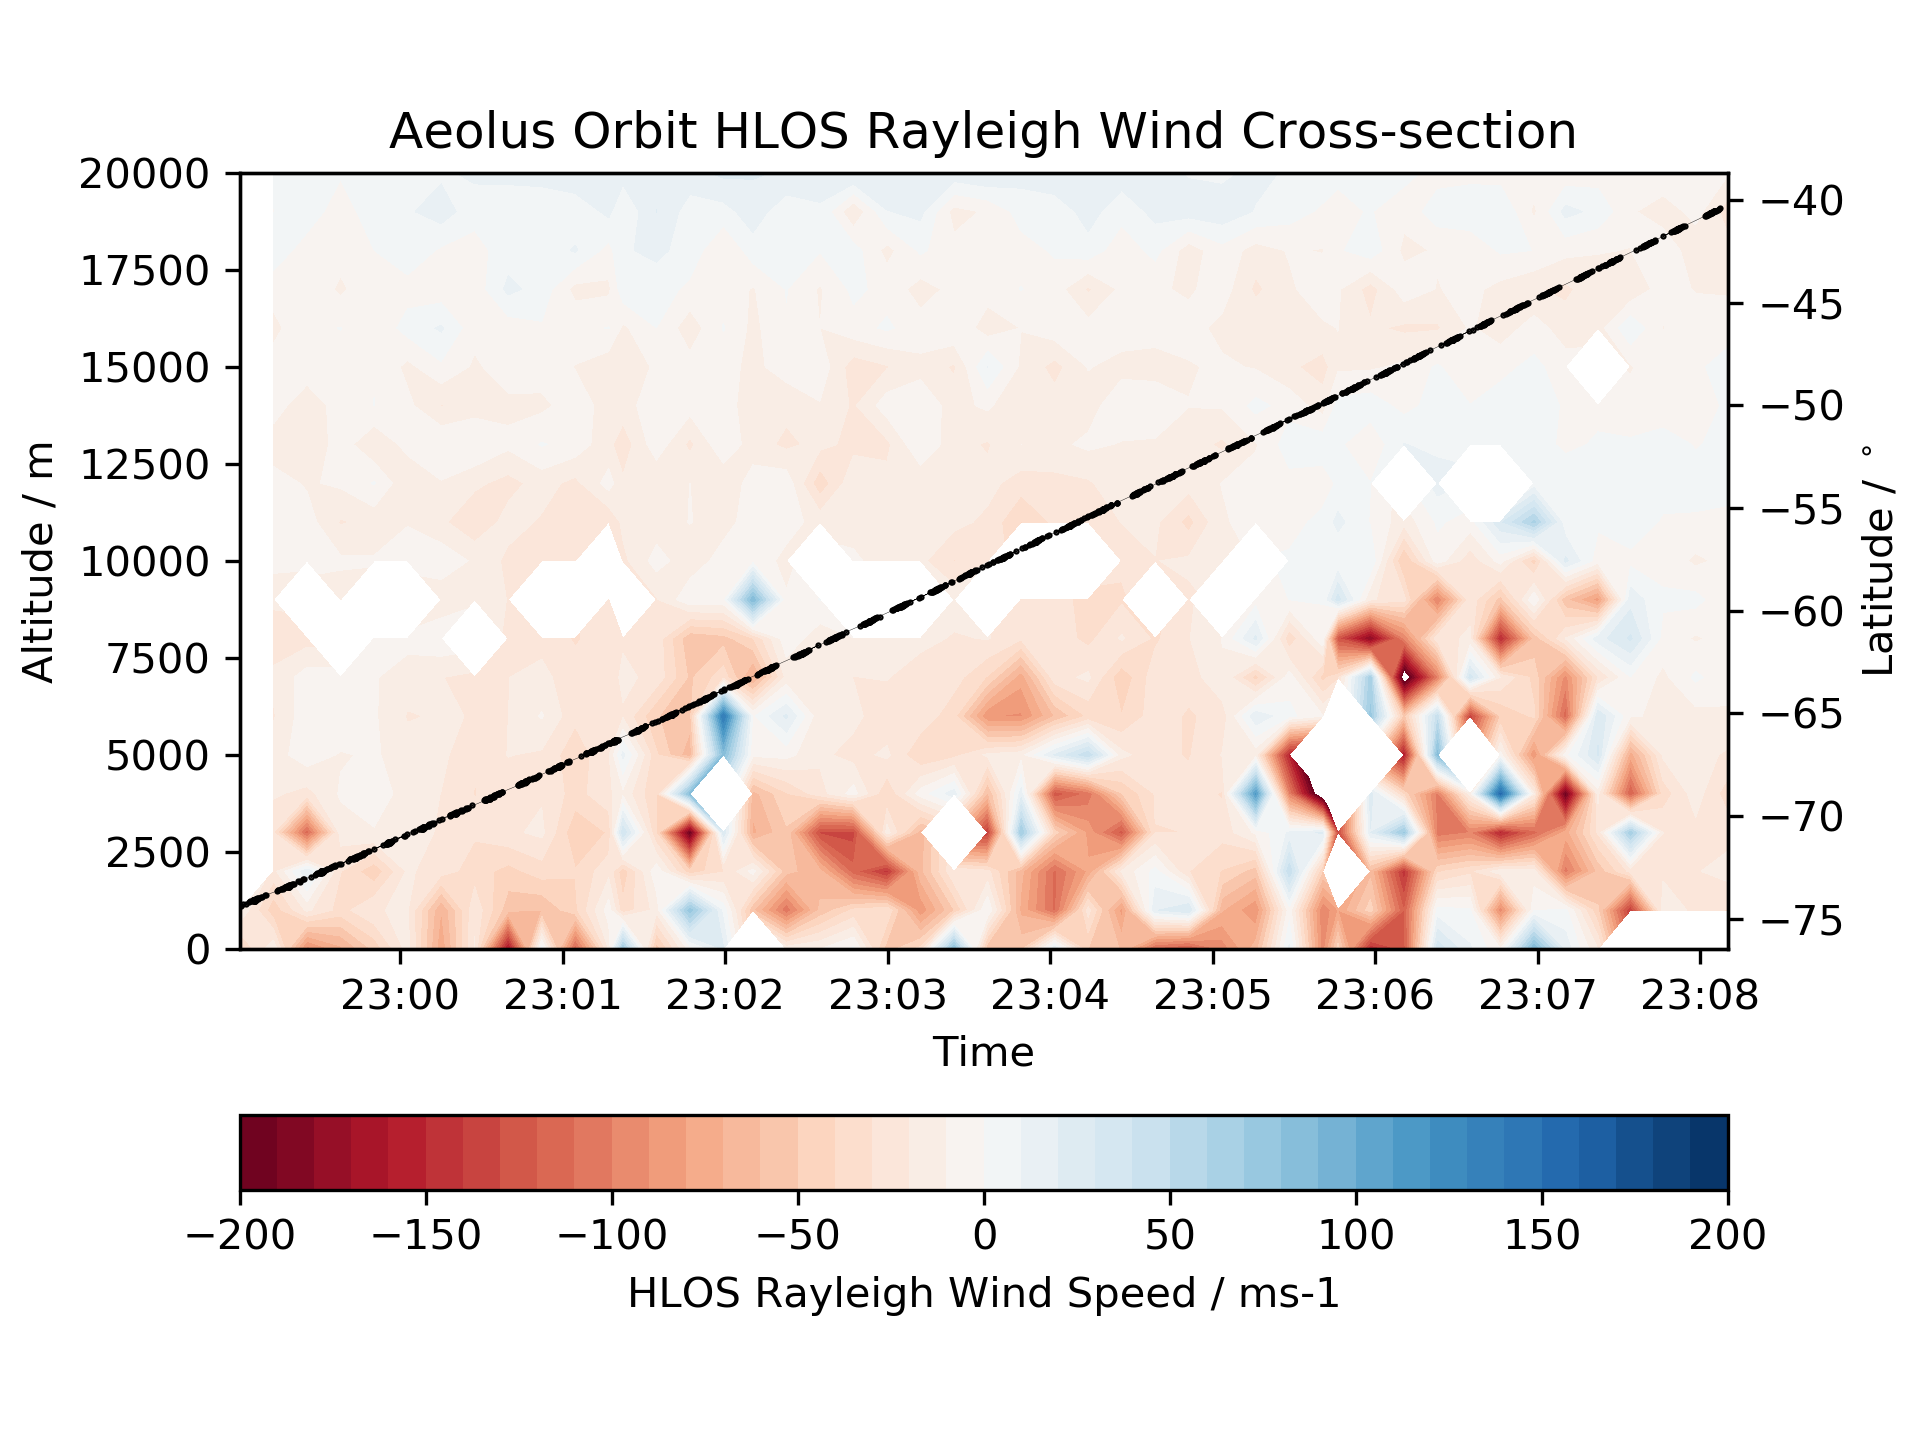 Aeolus Orbit HLOS Rayleigh Wind Cross-section
20000
17500
15000
12500
10000
7500
5000
2500
0
Altitude / m
−40
−45
−50
−55
−60
−65
−70
−75
Latitude / °
23:00 23:01 23:02 23:03 23:04 23:05 23:06 23:07 23:08
Time
−200 −150 −100 −50 0 50 100 150 200
HLOS Rayleigh Wind Speed / ms-1